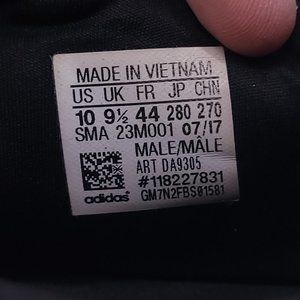 MADE IN VIETNAM
US UK FR JP CHN
10 9½ 44 280 270
SMA 23M001 07/17
MALE/MÂLE
ART DA9305
#118227831
adidas GM7N2FBS01581